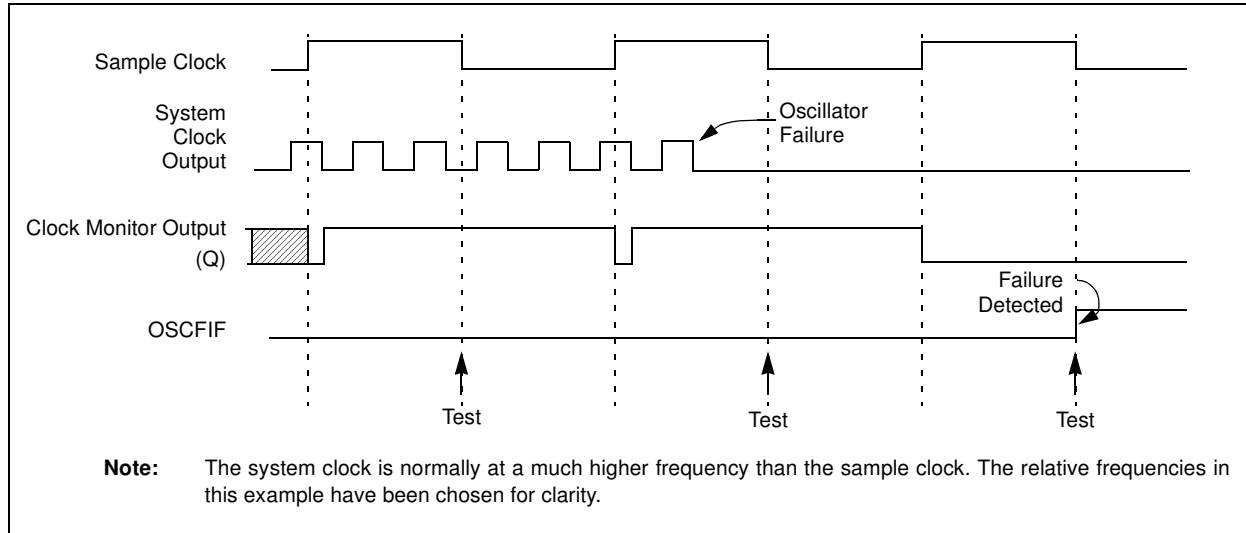 Sample Clock
System
Clock
Output
Oscillator
Failure
Clock Monitor Output
(Q)
Failure
Detected
OSCFIF
Test
Test
Test
Note: The system clock is normally at a much higher frequency than the sample clock. The relative frequencies in
this example have been chosen for clarity.